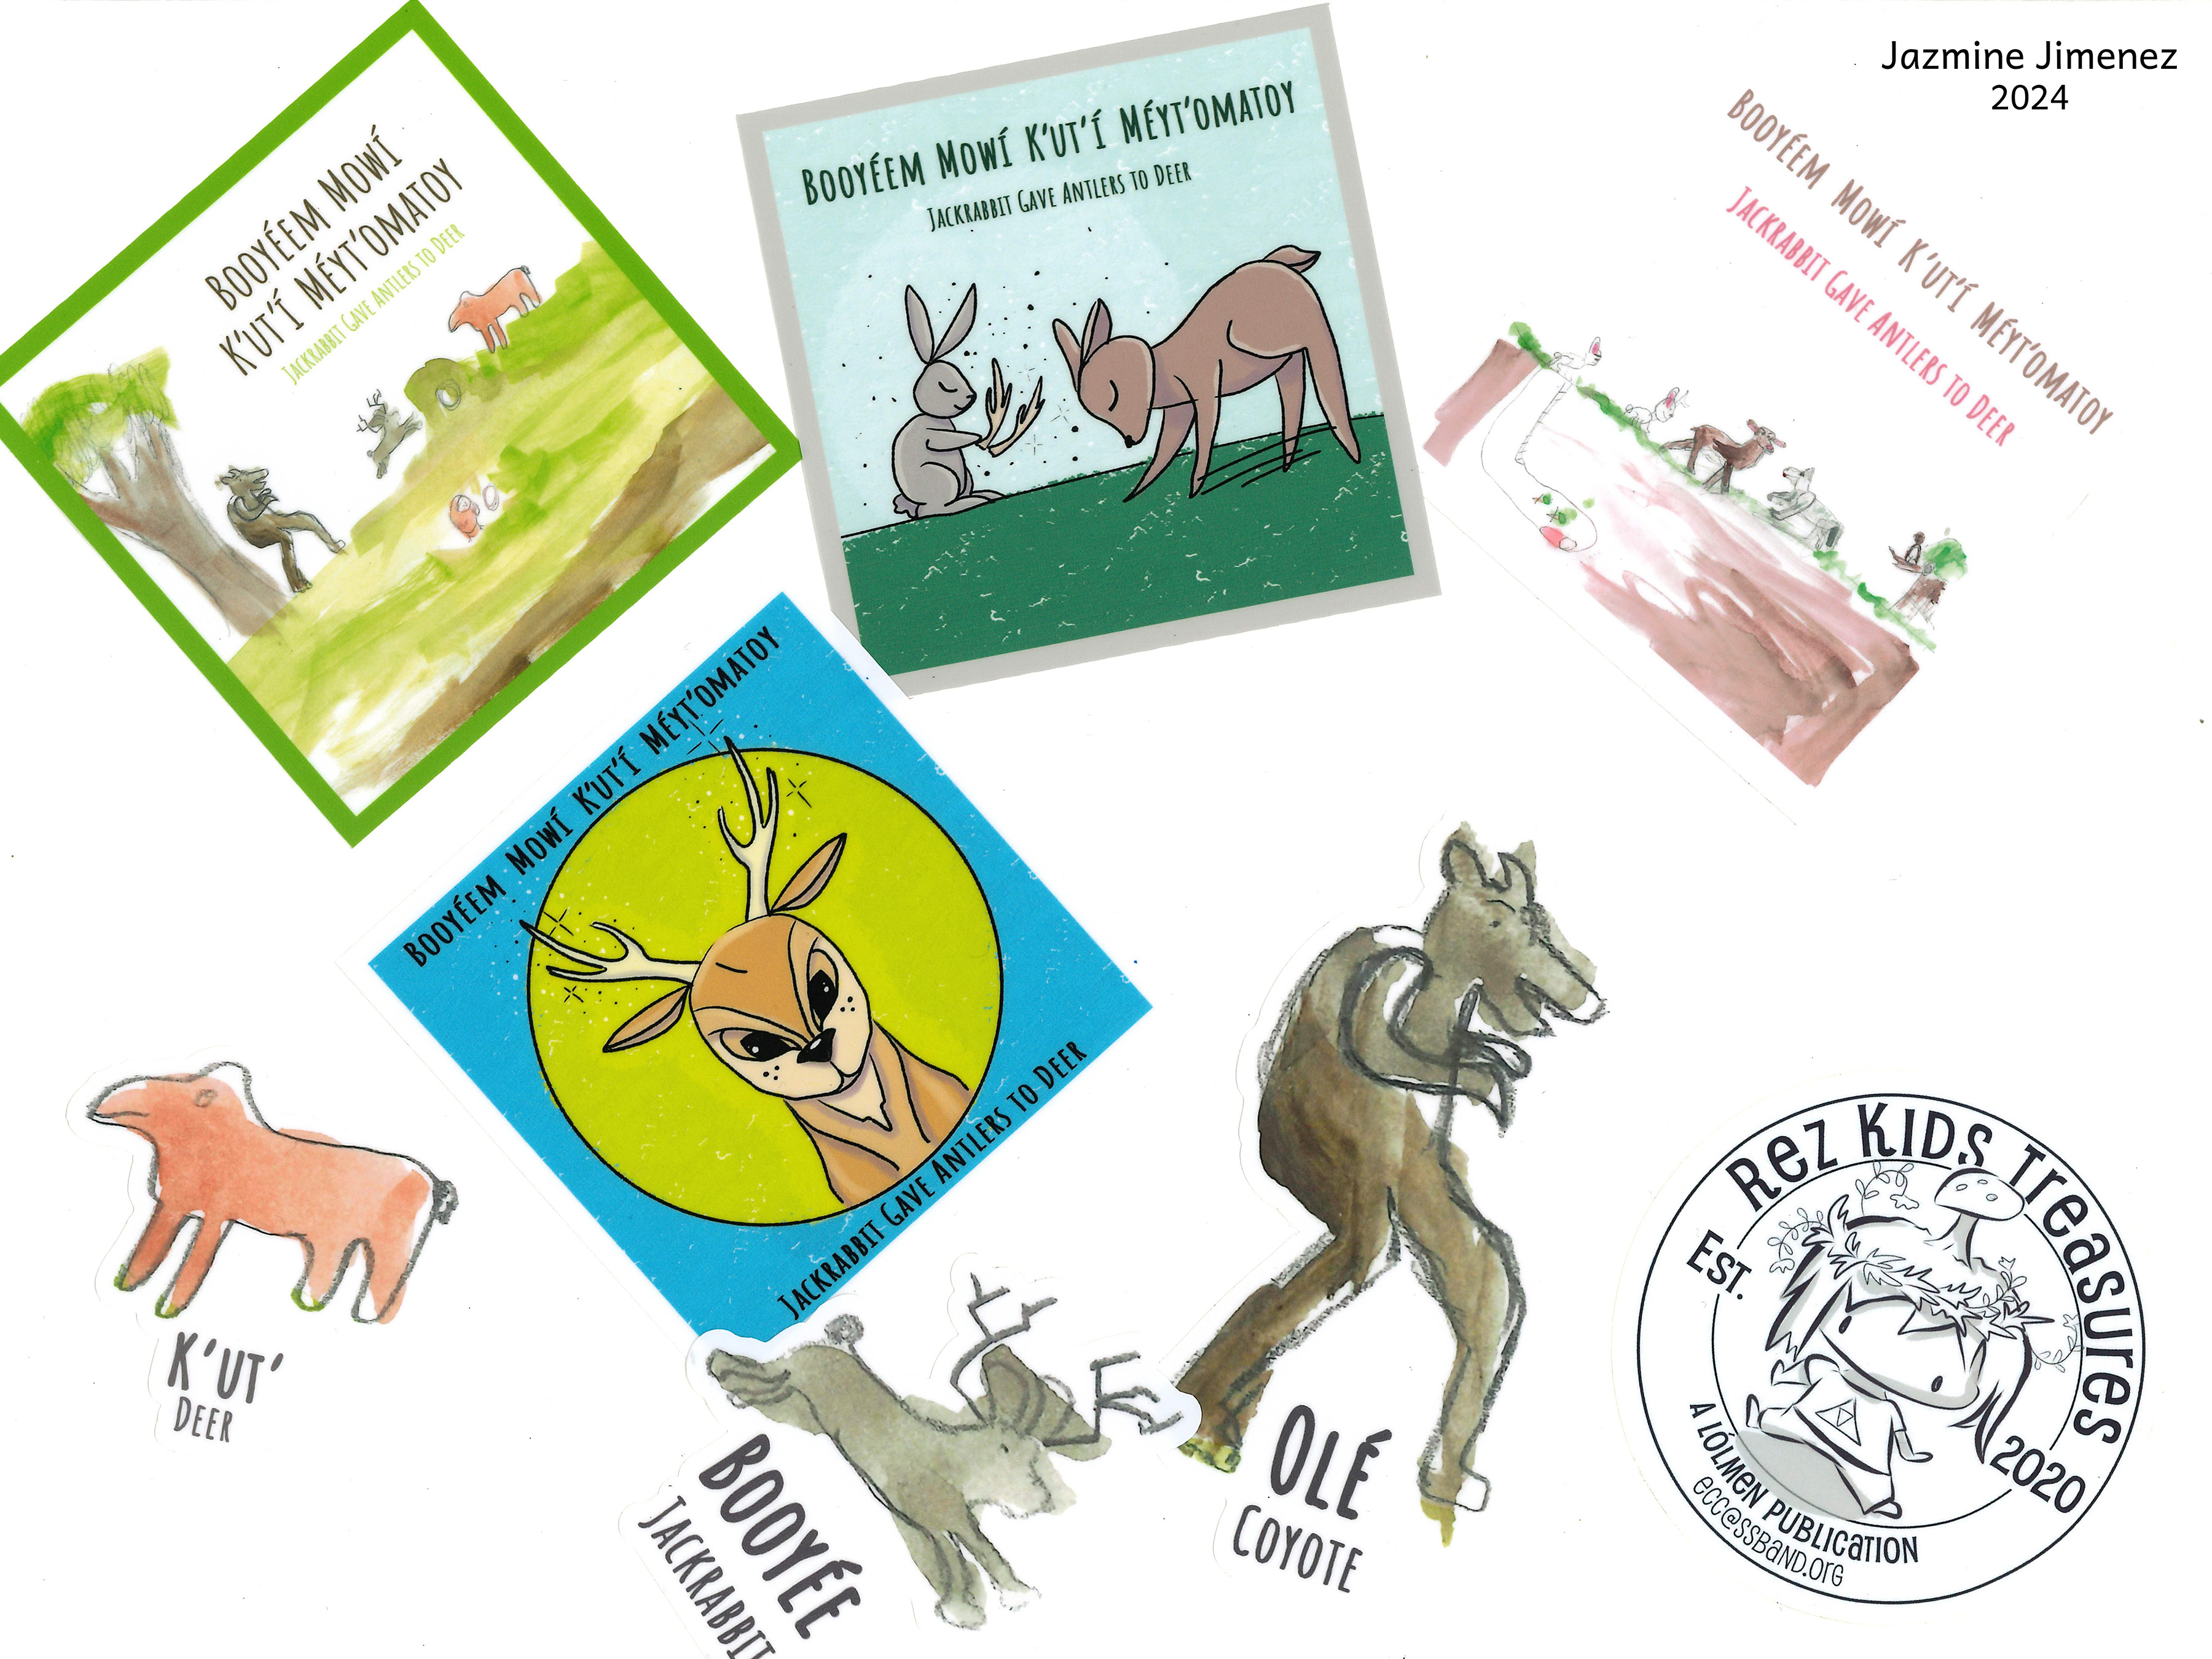 Jazmine Jimenez
2024
BOOYÉEM MOWÍ
K'UT'Í MÉYT'OMATOY
JACKRABBIT GAVE ANTLERS TO DEER
BOOYÉEM MOWÍ K'UT'Í MÉYT'OMATOY
JACKRABBIT GAVE ANTLERS TO DEER
BOOYÉEM MOWÍ K'UT'Í MÉYT'OMATOY
JACKRABBIT GAVE ANTLERS TO DEER
BOOYÉEM MOWÍ K'UT'Í MÉYT'OMATOY
JACKRABBIT GAVE ANTLERS TO DEER
K'UT'
DEER
BOOYÉE
JACKRABBIT
OLÉ
COYOTE
Rez KIDS Treasures
EST. 2020
A LÓLMEN PUBLICATION
ecc@ssband.org